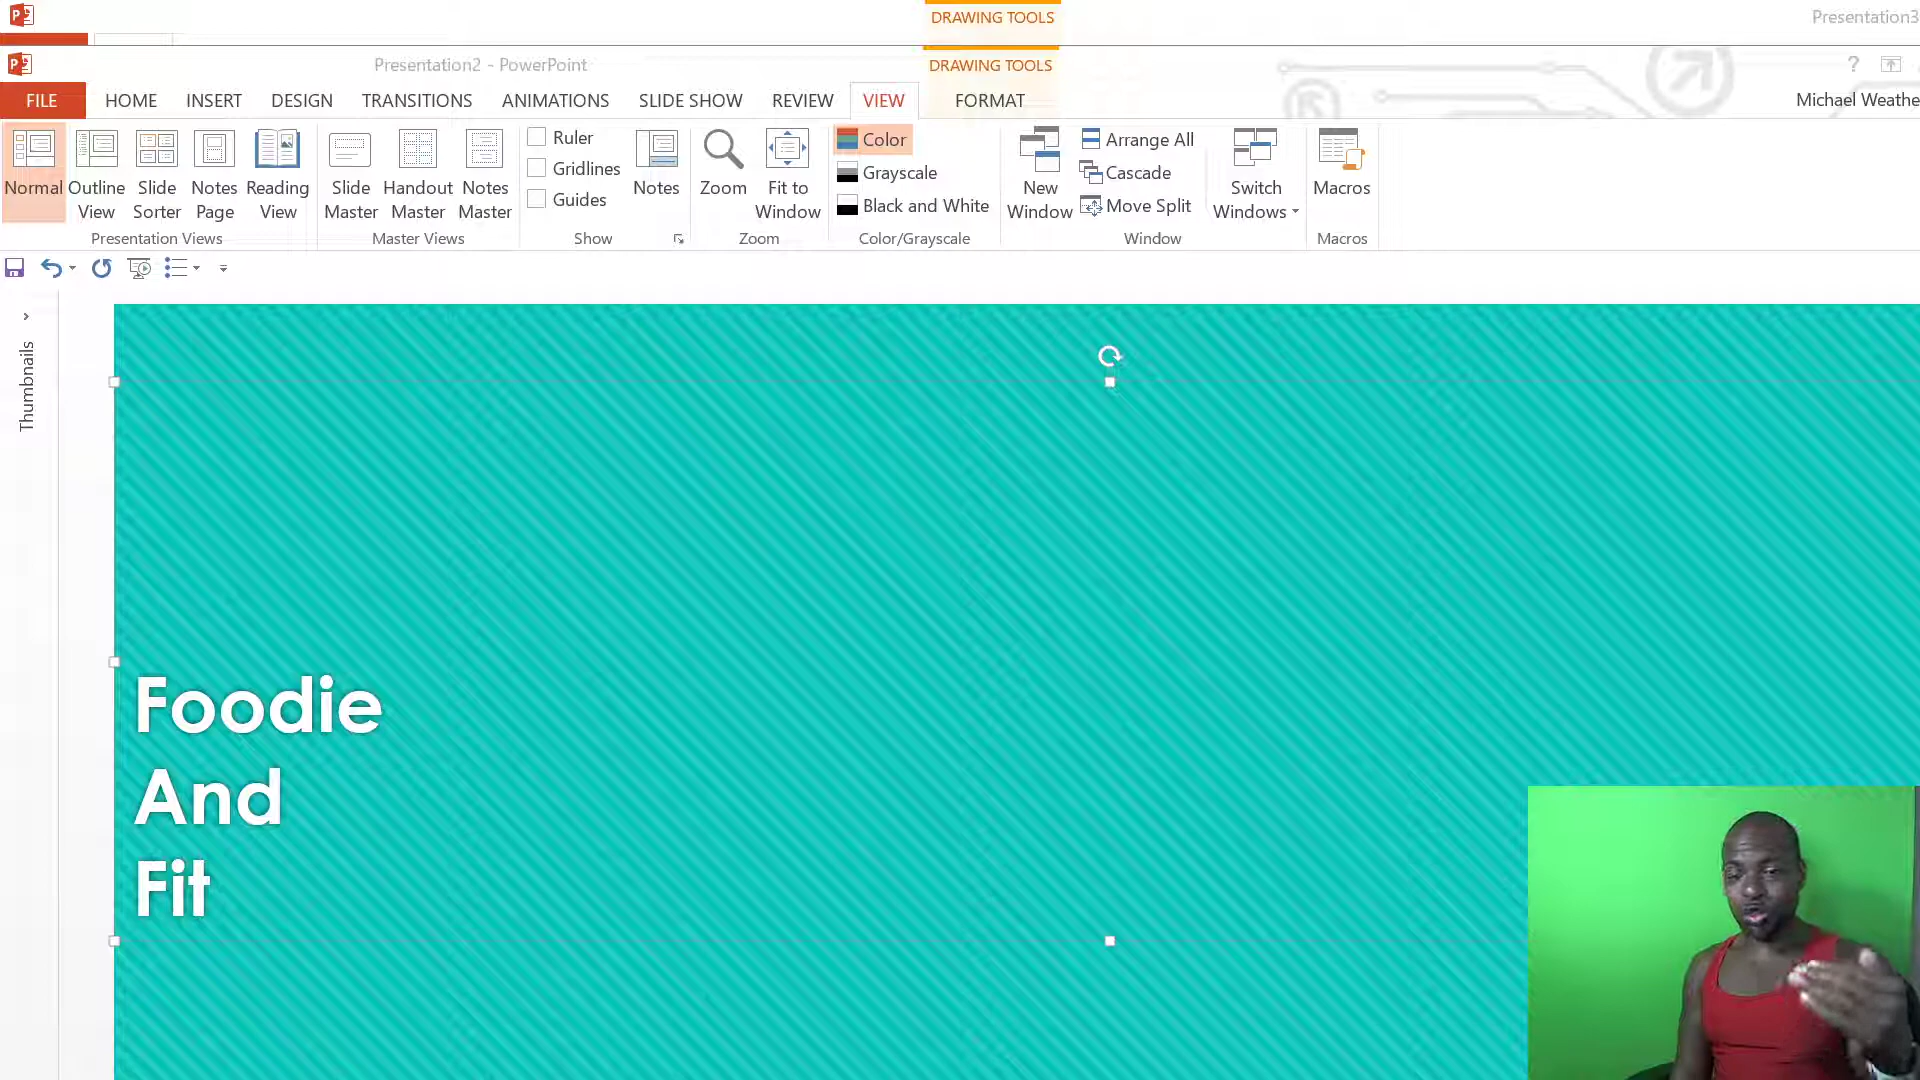 DRAWING TOOLS
Presentation3
Presentation2 - PowerPoint
DRAWING TOOLS
?
FILE HOME INSERT DESIGN TRANSITIONS ANIMATIONS SLIDE SHOW REVIEW VIEW FORMAT
Michael Weathe
Normal
Outline View
Slide Sorter
Notes Page
Reading View
Presentation Views
Slide Master
Handout Master
Notes Master
Master Views
Ruler
Gridlines
Guides
Show
Notes
Zoom
Fit to Window
Zoom
Color
Grayscale
Black and White
Color/Grayscale
New Window
Arrange All
Cascade
Move Split
Switch Windows
Window
Macros
Macros
Thumbnails
Foodie
And
Fit